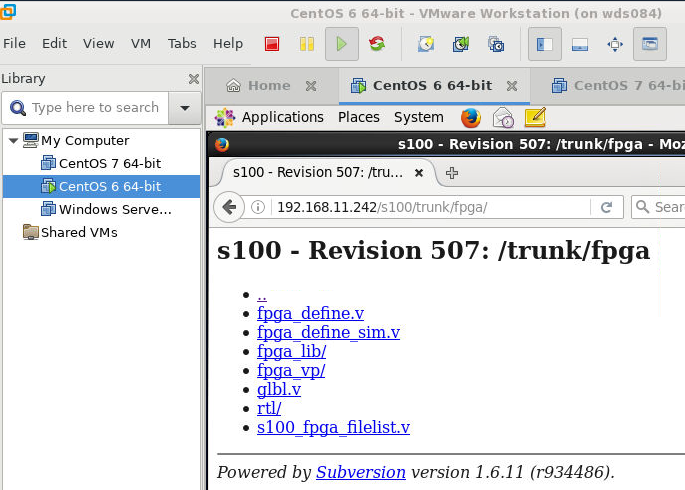 CentOS 6 64-bit - VMware Workstation (on wds084)
File Edit View VM Tabs Help
Library
Type here to search
My Computer
CentOS 7 64-bit
CentOS 6 64-bit
Windows Serve...
Shared VMs
Home
CentOS 6 64-bit
CentOS 7 64-bi
Applications Places System
s100 - Revision 507: /trunk/fpga - Moz
s100 - Revision 507: /tru...
192.168.11.242/s100/trunk/fpga/
Sear
s100 - Revision 507: /trunk/fpga
..
fpga_define.v
fpga_define_sim.v
fpga_lib/
fpga_vp/
glbl.v
rtl/
s100_fpga_filelist.v
Powered by Subversion version 1.6.11 (r934486).